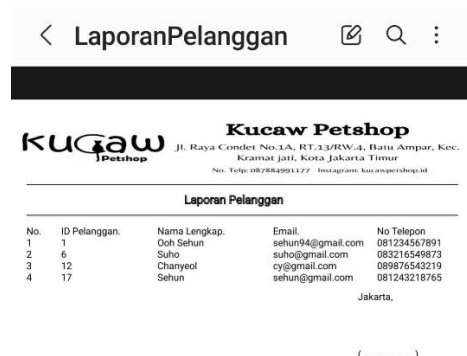 LaporanPelanggan
Kucaw Petshop
KUCaW
Petshop
Jl. Raya Condet No.1A, RT.13/RW.4, Batu Ampar, Kec.
Kramat jati, Kota Jakarta
Timur
No. Telp: 087884991177 Instagram: kucawpetshop.id
Laporan Pelanggan
No. ID Pelanggan. Nama Lengkap. Email. No Telepon
1 1 Ooh Sehun sehun94@gmail.com 081234567891
2 6 Suho suho@gmail.com 083216549873
3 12 Chanyeol cy@gmail.com 089876543219
4 17 Sehun sehun@gmail.com 081243218765
Jakarta,
( )